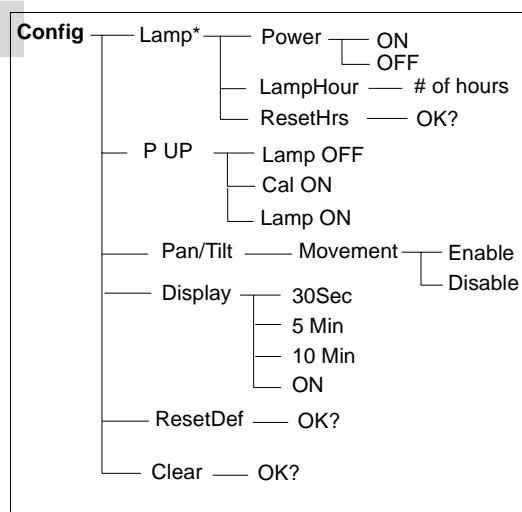 Config Lamp* Power ON
OFF
LampHour # of hours
ResetHrs OK?
P UP Lamp OFF
Cal ON
Lamp ON
Pan/Tilt Movement Enable
Disable
Display 30Sec
5 Min
10 Min
ON
ResetDef OK?
Clear OK?